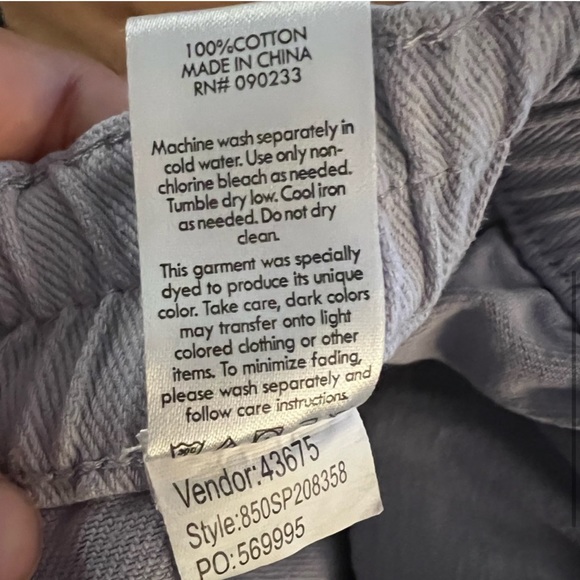 100%COTTON
MADE IN CHINA
RN# 090233
Machine wash separately in
cold water. Use only non-
chlorine bleach as needed.
Tumble dry low. Cool iron
as needed. Do not dry
clean.
This garment was specially
dyed to produce its unique
color. Take care, dark colors
may transfer onto light
colored clothing or other
items. To minimize fading,
please wash separately and
follow care instructions.
Vendor:43675
Style:850SP208358
PO:569995